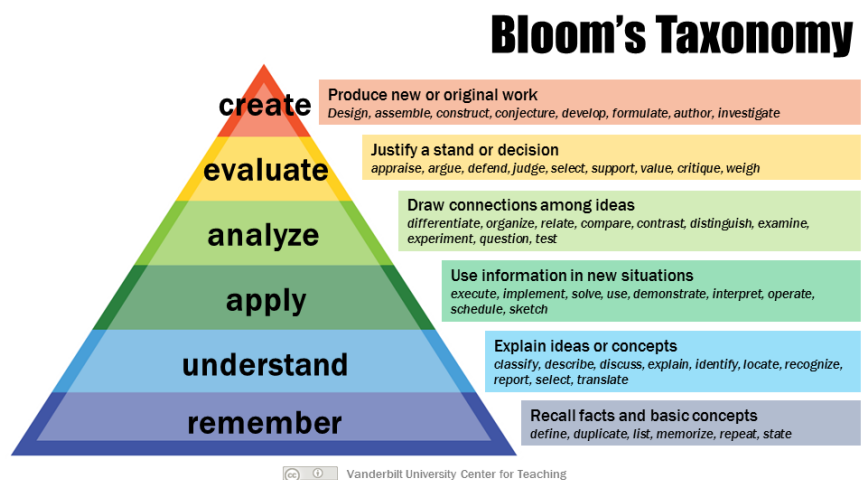 Bloom's Taxonomy
create
Produce new or original work
Design, assemble, construct, conjecture, develop, formulate, author, investigate
evaluate
Justify a stand or decision
appraise, argue, defend, judge, select, support, value, critique, weigh
analyze
Draw connections among ideas
differentiate, organize, relate, compare, contrast, distinguish, examine,
experiment, question, test
apply
Use information in new situations
execute, implement, solve, use, demonstrate, interpret, operate,
schedule, sketch
understand
Explain ideas or concepts
classify, describe, discuss, explain, identify, locate, recognize,
report, select, translate
remember
Recall facts and basic concepts
define, duplicate, list, memorize, repeat, state
cc Vanderbilt University Center for Teaching